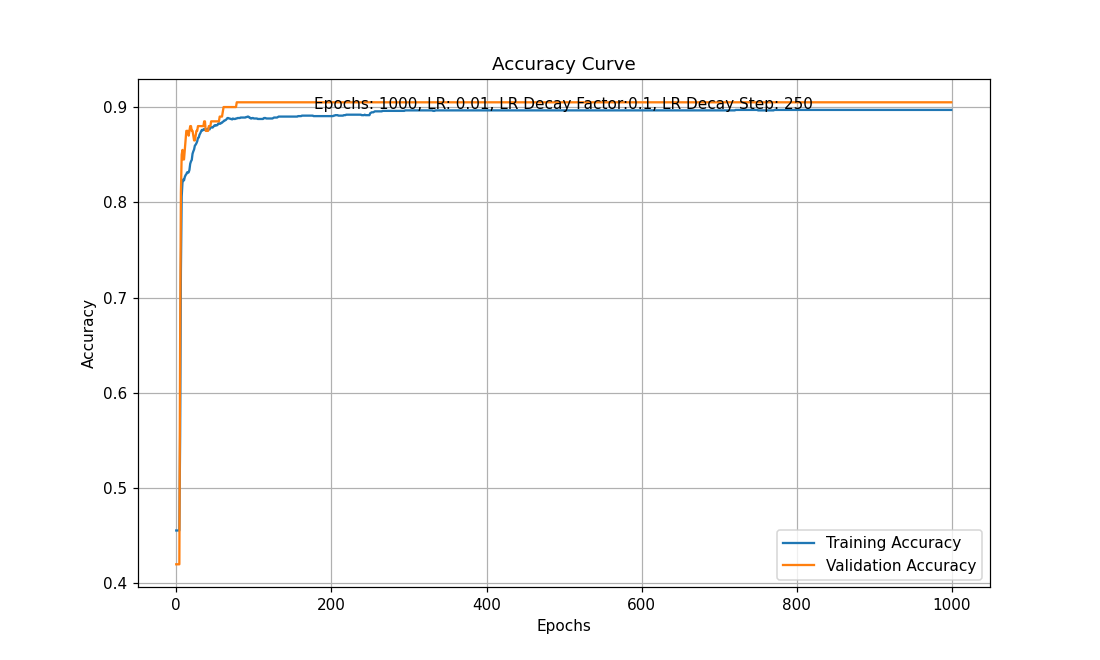 Accuracy Curve
Epochs: 1000, LR: 0.01, LR Decay Factor:0.1, LR Decay Step: 250
0.9
0.8
0.7
0.6
0.5
0.4
Accuracy
Training Accuracy
Validation Accuracy
0 200 400 600 800 1000
Epochs